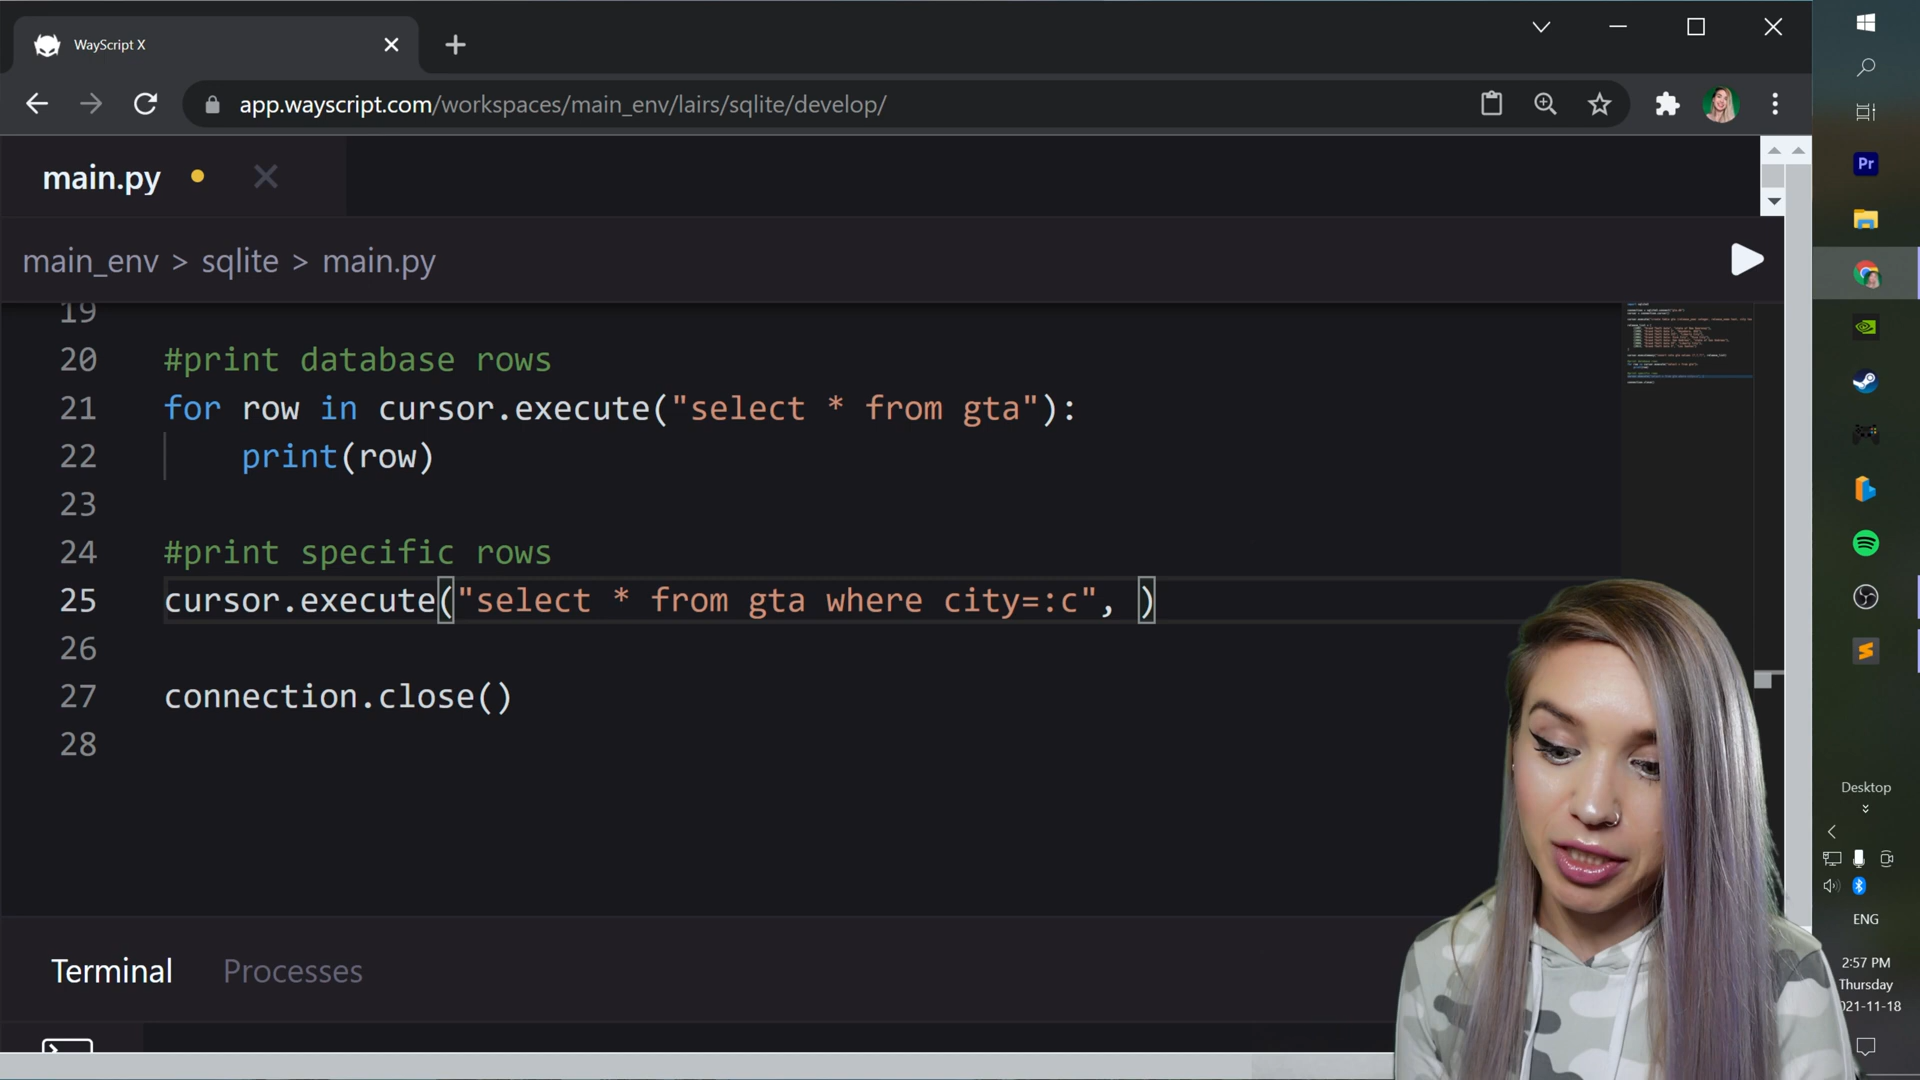 WayScript X
app.wayscript.com/workspaces/main_env/lairs/sqlite/develop/
main.py
main_env > sqlite > main.py
19
20 #print database rows
21 for row in cursor.execute("select * from gta"):
22 print(row)
23
24 #print specific rows
25 cursor.execute("select * from gta where city=:c", )
26
27 connection.close()
28
Terminal Processes
Pr
Desktop
ENG
2:57 PM
Thursday
021-11-18